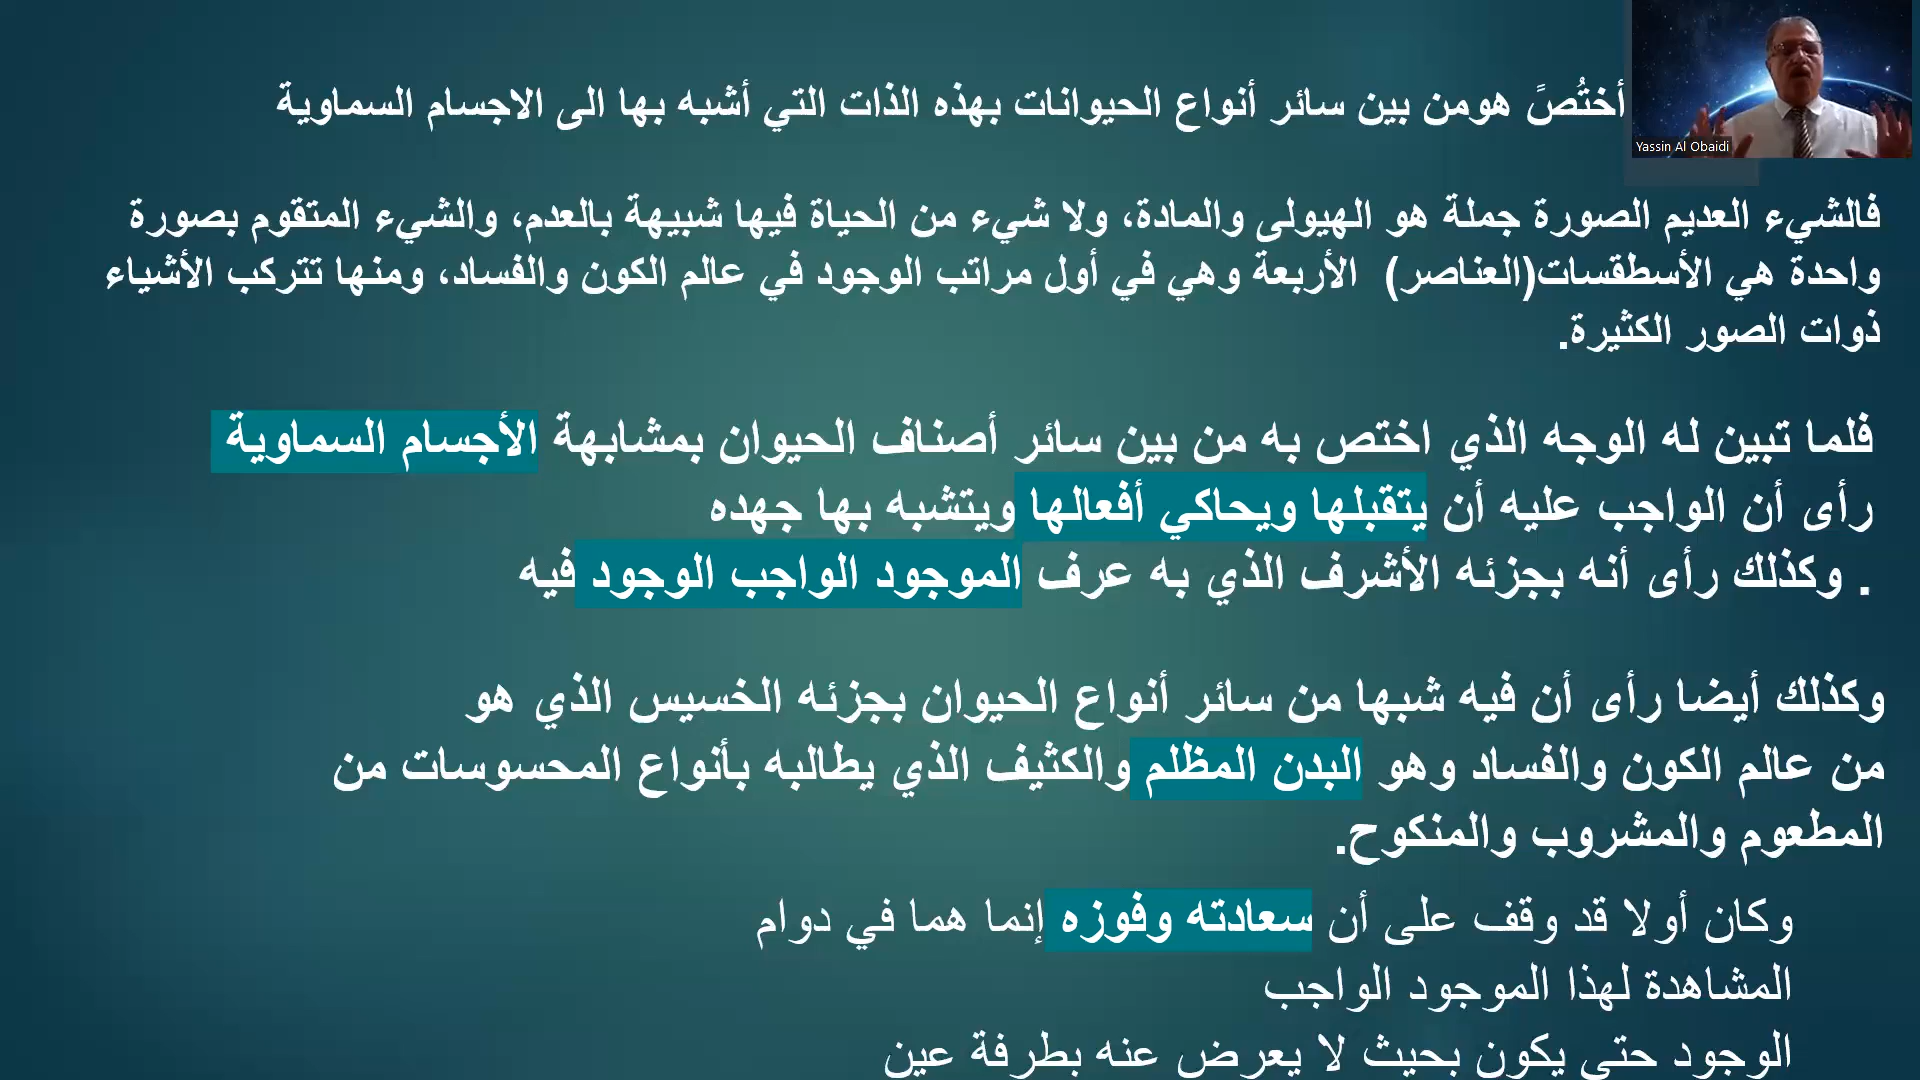 أختُصً هومن بين سائر أنواع الحيوانات بهذه الذات التي أشبه بها الى الاجسام السماوية
Yassin Al Obaidi
فالشيء العديم الصورة جملة هو الهيولى والمادة، ولا شيء من الحياة فيها شبيهة بالعدم، والشيء المتقوم بصورة
واحدة هي الأسطقسات(العناصر) الأربعة وهي في أول مراتب الوجود في عالم الكون والفساد، ومنها تتركب الأشياء
ذوات الصور الكثيرة.
فلما تبين له الوجه الذي اختص به من بين سائر أصناف الحيوان بمشابهة الأجسام السماوية
رأى أن الواجب عليه أن يتقبلها ويحاكي أفعالها ويتشبه بها جهده
. وكذلك رأى أنه بجزئه الأشرف الذي به عرف الموجود الواجب الوجود فيه
وكذلك أيضا رأى أن فيه شبها من سائر أنواع الحيوان بجزئه الخسيس الذي هو
من عالم الكون والفساد وهو البدن المظلم والكثيف الذي يطالبه بأنواع المحسوسات من
المطعوم والمشروب والمنكوح.
وكان أولا قد وقف على أن سعادته وفوزه إنما هما في دوام
المشاهدة لهذا الموجود الواجب
الوجود حتى يكون بحيث لا يعرض عنه بطرفة عين